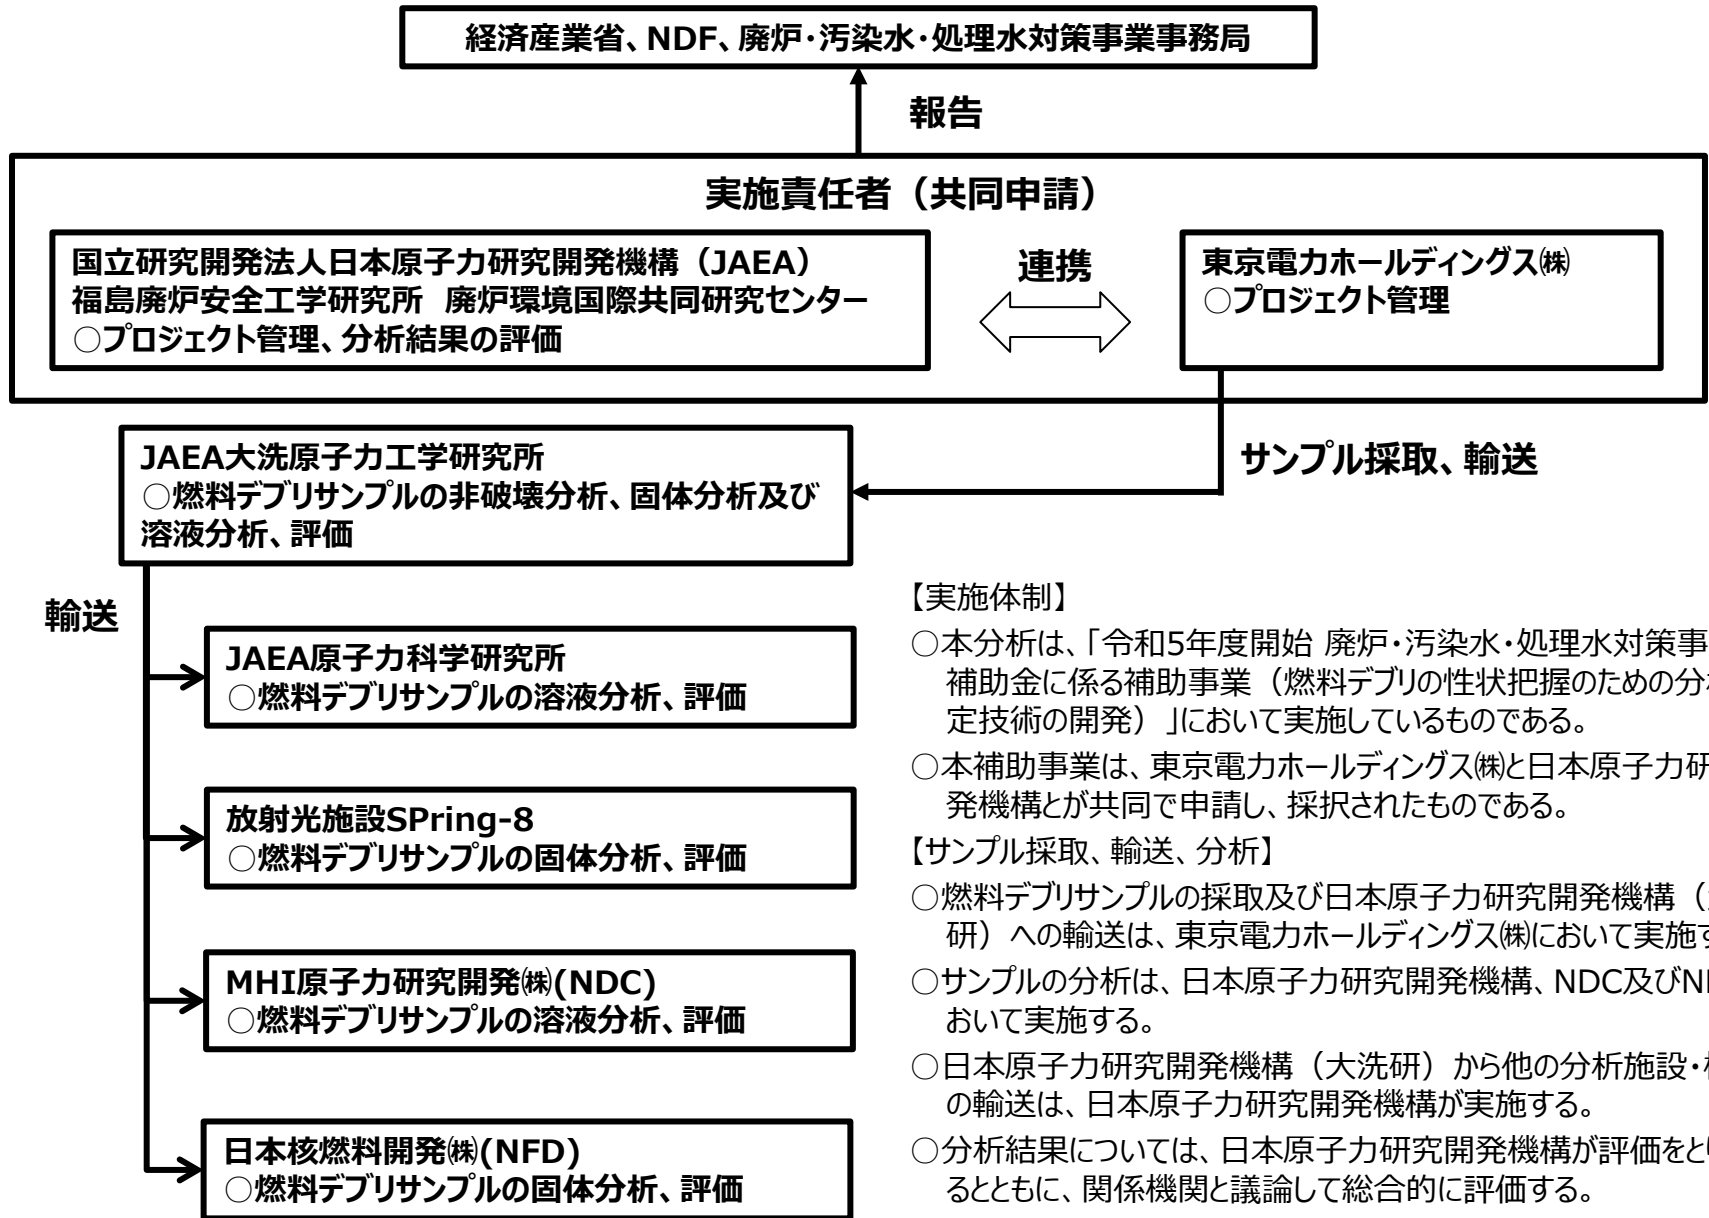 経済産業省、NDF、廃炉・汚染水・処理水対策事業事務局
報告
実施責任者（共同申請）
国立研究開発法人日本原子力研究開発機構（JAEA）
福島廃炉安全工学研究所　廃炉環境国際共同研究センター
○プロジェクト管理、分析結果の評価
連携
東京電力ホールディングス㈱
○プロジェクト管理
サンプル採取、輸送
JAEA大洗原子力工学研究所
○燃料デブリサンプルの非破壊分析、固体分析及び
溶液分析、評価
輸送
JAEA原子力科学研究所
○燃料デブリサンプルの溶液分析、評価
放射光施設SPring-8
○燃料デブリサンプルの固体分析、評価
MHI原子力研究開発㈱(NDC)
○燃料デブリサンプルの溶液分析、評価
日本核燃料開発㈱(NFD)
○燃料デブリサンプルの固体分析、評価
【実施体制】
○本分析は、「令和5年度開始 廃炉・汚染水・処理水対策事
補助金に係る補助事業（燃料デブリの性状把握のための分
定技術の開発）」において実施しているものである。
○本補助事業は、東京電力ホールディングス㈱と日本原子力研
発機構とが共同で申請し、採択されたものである。
【サンプル採取、輸送、分析】
○燃料デブリサンプルの採取及び日本原子力研究開発機構（
研）への輸送は、東京電力ホールディングス㈱において実施
○サンプルの分析は、日本原子力研究開発機構、NDC及びN
おいて実施する。
○日本原子力研究開発機構（大洗研）から他の分析施設・
の輸送は、日本原子力研究開発機構が実施する。
○分析結果については、日本原子力研究開発機構が評価をと
るとともに、関係機関と議論して総合的に評価する。